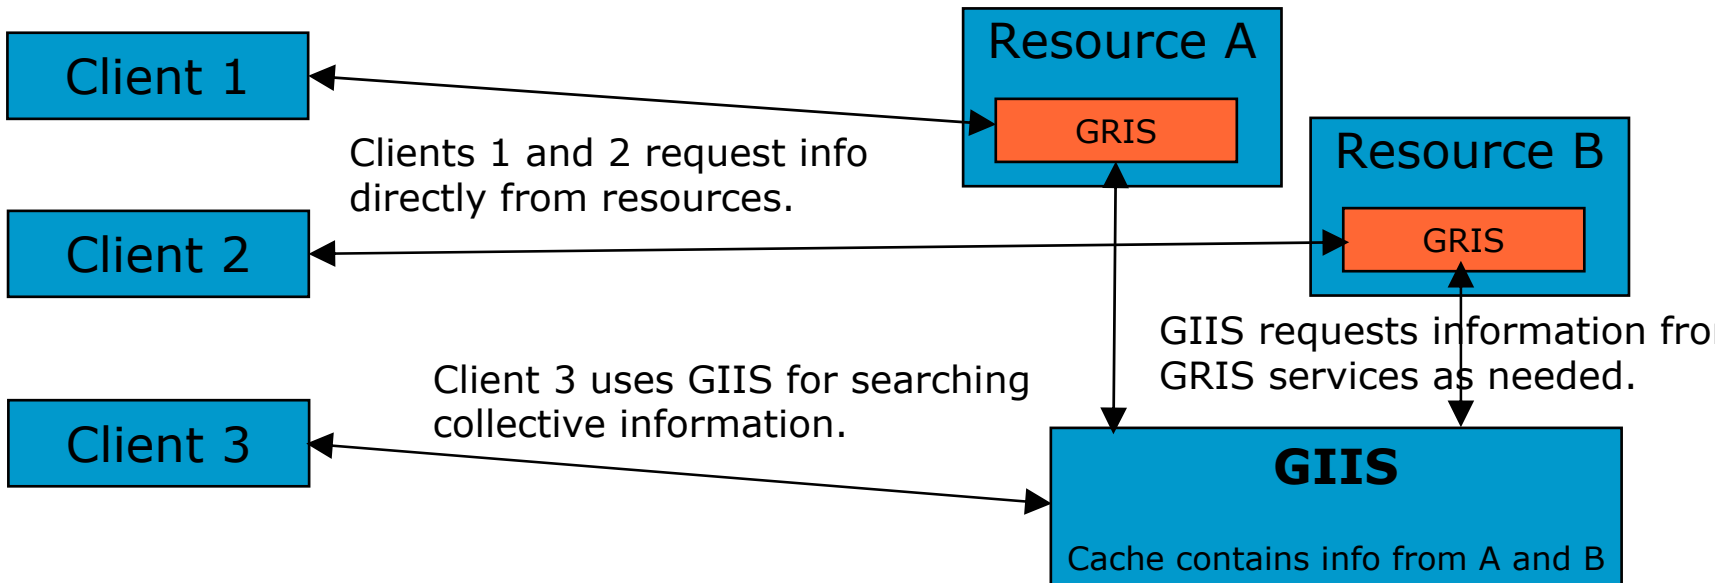 Client 1
Resource A
GRIS
Clients 1 and 2 request info
directly from resources.
Resource B
GRIS
Client 2
GIIS requests information from
GRIS services as needed.
Client 3 uses GIIS for searching
collective information.
Client 3
GIIS
Cache contains info from A and B